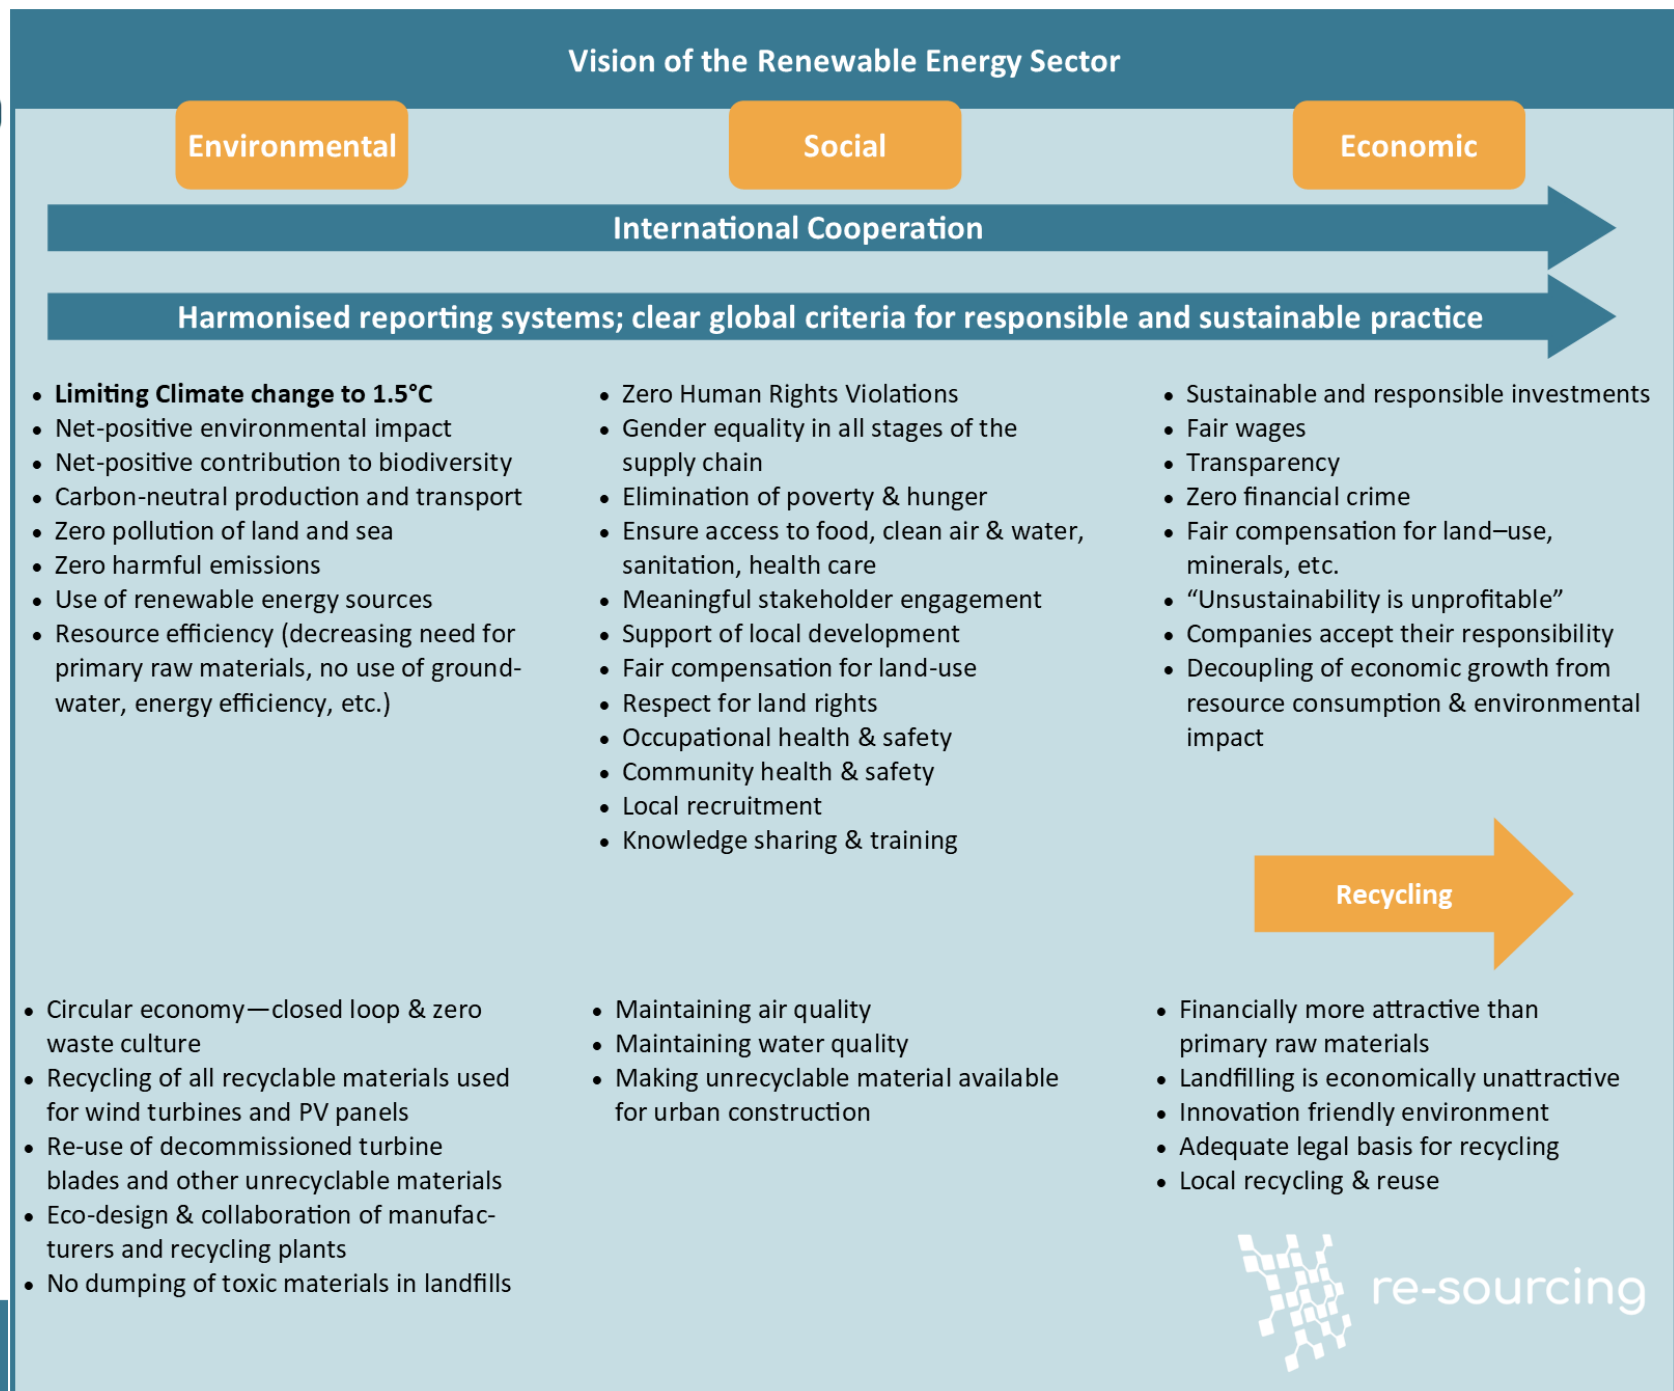 Vision of the Renewable Energy Sector
Environmental
Social
Economic
International Cooperation
Harmonised reporting systems; clear global criteria for responsible and sustainable practice
• Limiting Climate change to 1.5°C
• Net-positive environmental impact
• Net-positive contribution to biodiversity
• Carbon-neutral production and transport
• Zero pollution of land and sea
• Zero harmful emissions
• Use of renewable energy sources
• Resource efficiency (decreasing need for
primary raw materials, no use of ground-
water, energy efficiency, etc.)
• Zero Human Rights Violations
• Gender equality in all stages of the
supply chain
• Elimination of poverty & hunger
• Ensure access to food, clean air & water,
sanitation, health care
• Meaningful stakeholder engagement
• Support of local development
• Fair compensation for land-use
• Respect for land rights
• Occupational health & safety
• Community health & safety
• Local recruitment
• Knowledge sharing & training
• Sustainable and responsible investments
• Fair wages
• Transparency
• Zero financial crime
• Fair compensation for land–use,
minerals, etc.
• “Unsustainability is unprofitable”
• Companies accept their responsibility
• Decoupling of economic growth from
resource consumption & environmental
impact
Recycling
• Circular economy—closed loop & zero
waste culture
• Recycling of all recyclable materials used
for wind turbines and PV panels
• Re-use of decommissioned turbine
blades and other unrecyclable materials
• Eco-design & collaboration of manufac-
turers and recycling plants
• No dumping of toxic materials in landfills
• Maintaining air quality
• Maintaining water quality
• Making unrecyclable material available
for urban construction
• Financially more attractive than
primary raw materials
• Landfilling is economically unattractive
• Innovation friendly environment
• Adequate legal basis for recycling
• Local recycling & reuse
re-sourcing